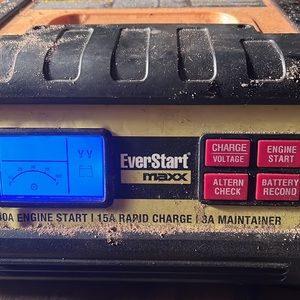 V V
EverStart
maxx
CHARGE
VOLTAGE
ENGINE
START
ALTERN
CHECK
BATTERY
RECOND
0A ENGINE START | 15A RAPID CHARGE | 3A MAINTAINER